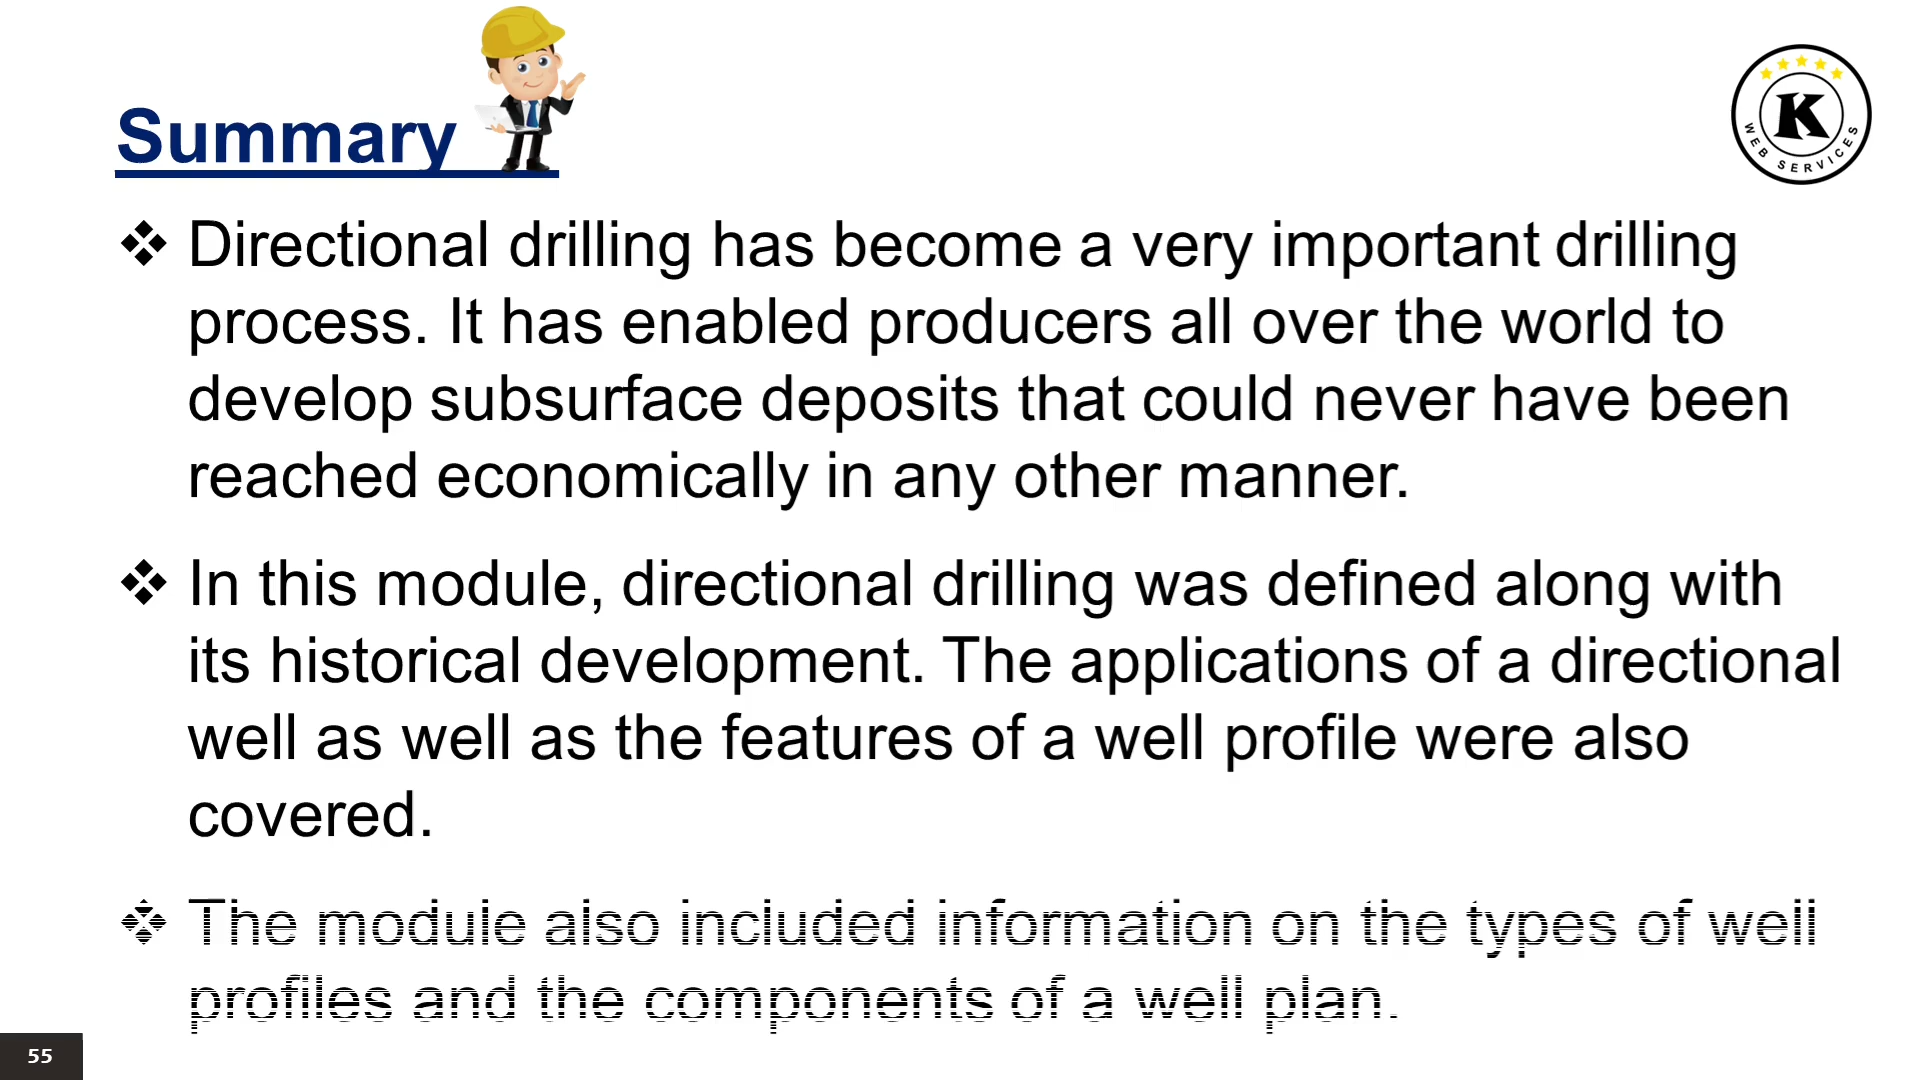 Summary
K
WEB SERVICES
❖ Directional drilling has become a very important drilling
process. It has enabled producers all over the world to
develop subsurface deposits that could never have been
reached economically in any other manner.
❖ In this module, directional drilling was defined along with
its historical development. The applications of a directional
well as well as the features of a well profile were also
covered.
❖ The module also included information on the types of well
profiles and the components of a well plan.
55